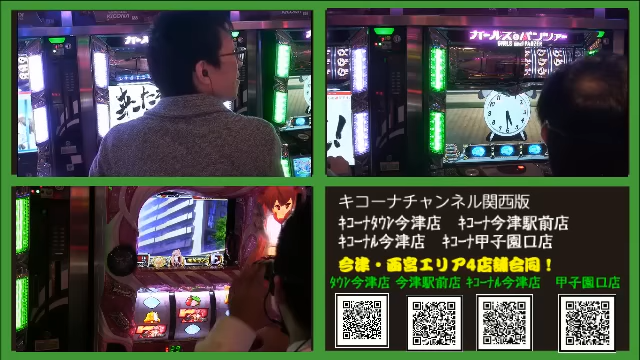 ガールズ&パンツァー
GIRLS und PANZER
キコーナチャンネル関西版
ｷｺｰﾅﾀｳﾝ今津店　ｷｺｰﾅ今津駅前店
ｷｺｰﾅﾙ今津店　ｷｺｰﾅ甲子園口店
今津・西宮エリア4店舗合同！
ﾀｳﾝ今津店 今津駅前店 ｷｺｰﾅﾙ今津店 甲子園口店